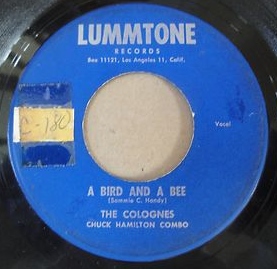 LUMMTONE
RECORDS
Box 11121, Los Angeles 11, Calif.
C-180
Vocal
A BIRD AND A BEE
(Sammie C. Handy)
THE COLOGNES
CHUCK HAMILTON COMBO